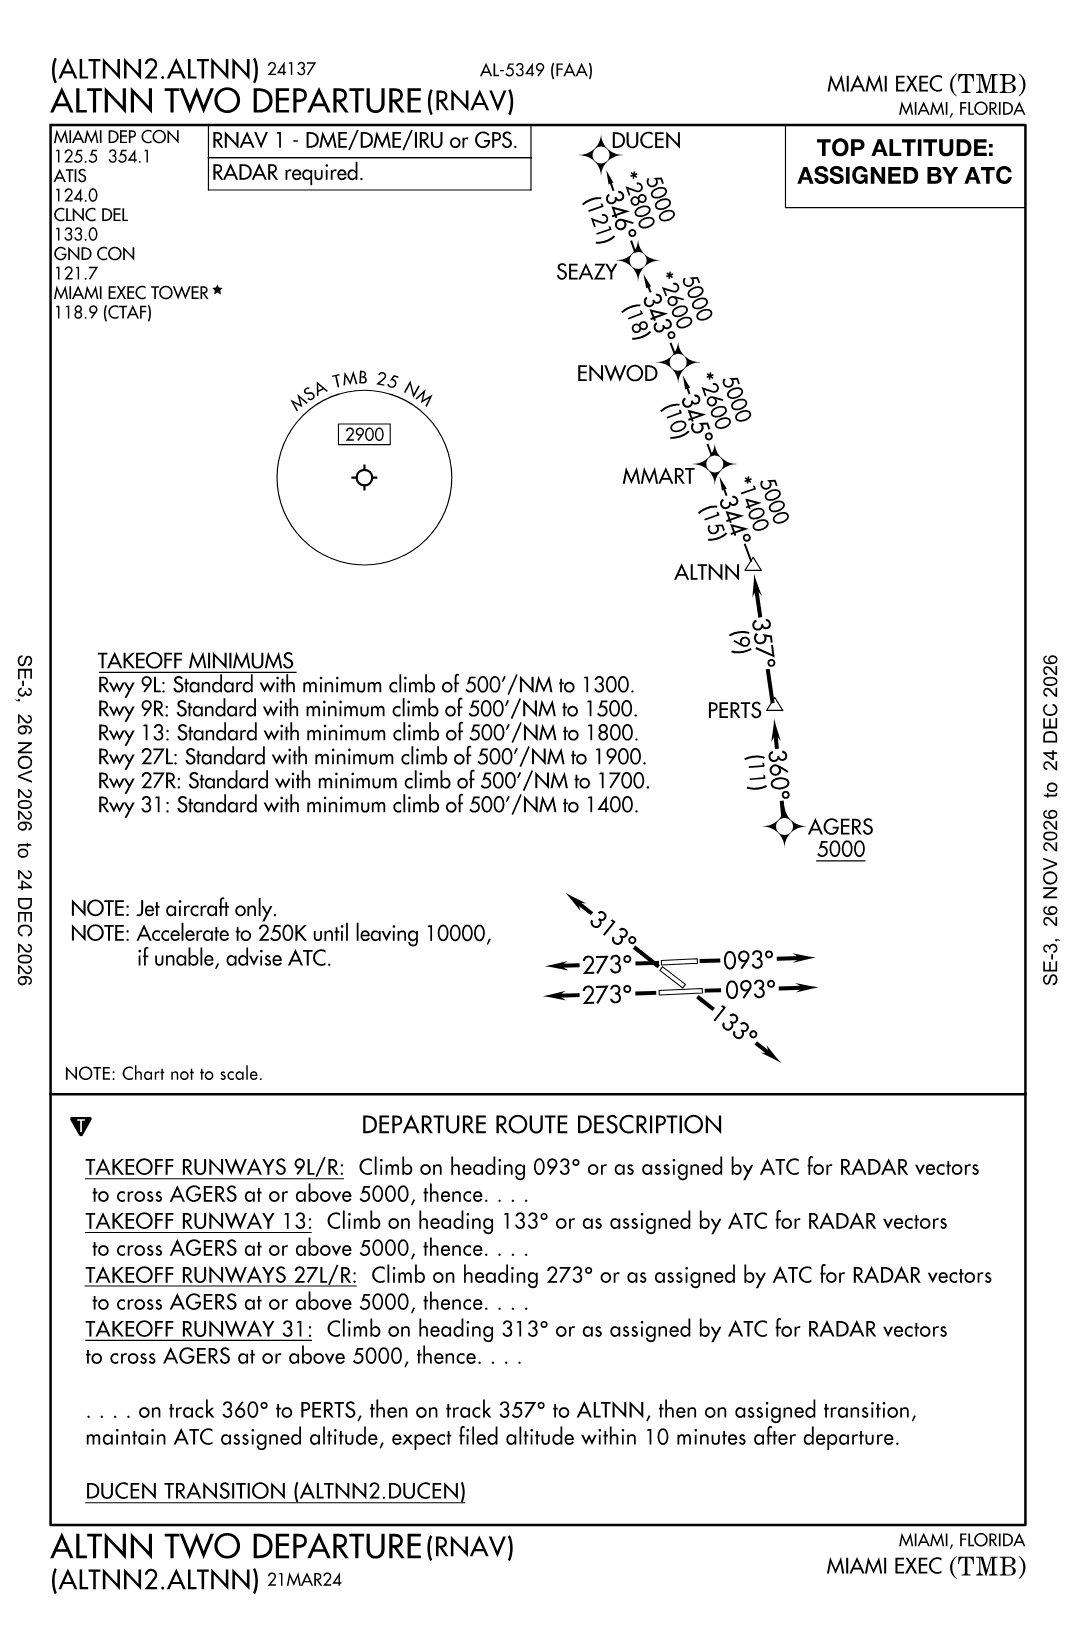 (ALTNN2.ALTNN) 24137
AL-5349 (FAA)
MIAMI EXEC (TMB)
ALTNN TWO DEPARTURE (RNAV)
MIAMI, FLORIDA
MIAMI DEP CON
125.5 354.1
ATIS
124.0
CLNC DEL
133.0
GND CON
121.7
MIAMI EXEC TOWER ★
118.9 (CTAF)
RNAV 1 - DME/DME/IRU or GPS.
RADAR required.
TOP ALTITUDE:
ASSIGNED BY ATC
DUCEN
5000
*2800
346°
(121)
SEAZY
5000
*2600
343°
(18)
ENWOD
5000
*2600
345°
(10)
MMART
5000
*1400
344°
(15)
ALTNN
357°
(9)
PERTS
360°
(11)
AGERS
5000
MSA TMB 25 NM
2900
TAKEOFF MINIMUMS
Rwy 9L: Standard with minimum climb of 500’/NM to 1300.
Rwy 9R: Standard with minimum climb of 500’/NM to 1500.
Rwy 13: Standard with minimum climb of 500’/NM to 1800.
Rwy 27L: Standard with minimum climb of 500’/NM to 1900.
Rwy 27R: Standard with minimum climb of 500’/NM to 1700.
Rwy 31: Standard with minimum climb of 500’/NM to 1400.
NOTE: Jet aircraft only.
NOTE: Accelerate to 250K until leaving 10000,
if unable, advise ATC.
313°
273°
093°
273°
093°
133°
NOTE: Chart not to scale.
SE-3, 26 NOV 2026 to 24 DEC 2026
SE-3, 26 NOV 2026 to 24 DEC 2026
T
DEPARTURE ROUTE DESCRIPTION
TAKEOFF RUNWAYS 9L/R: Climb on heading 093° or as assigned by ATC for RADAR vectors
to cross AGERS at or above 5000, thence. . . .
TAKEOFF RUNWAY 13: Climb on heading 133° or as assigned by ATC for RADAR vectors
to cross AGERS at or above 5000, thence. . . .
TAKEOFF RUNWAYS 27L/R: Climb on heading 273° or as assigned by ATC for RADAR vectors
to cross AGERS at or above 5000, thence. . . .
TAKEOFF RUNWAY 31: Climb on heading 313° or as assigned by ATC for RADAR vectors
to cross AGERS at or above 5000, thence. . . .
. . . . on track 360° to PERTS, then on track 357° to ALTNN, then on assigned transition,
maintain ATC assigned altitude, expect filed altitude within 10 minutes after departure.
DUCEN TRANSITION (ALTNN2.DUCEN)
ALTNN TWO DEPARTURE (RNAV)
MIAMI, FLORIDA
(ALTNN2.ALTNN) 21MAR24
MIAMI EXEC (TMB)